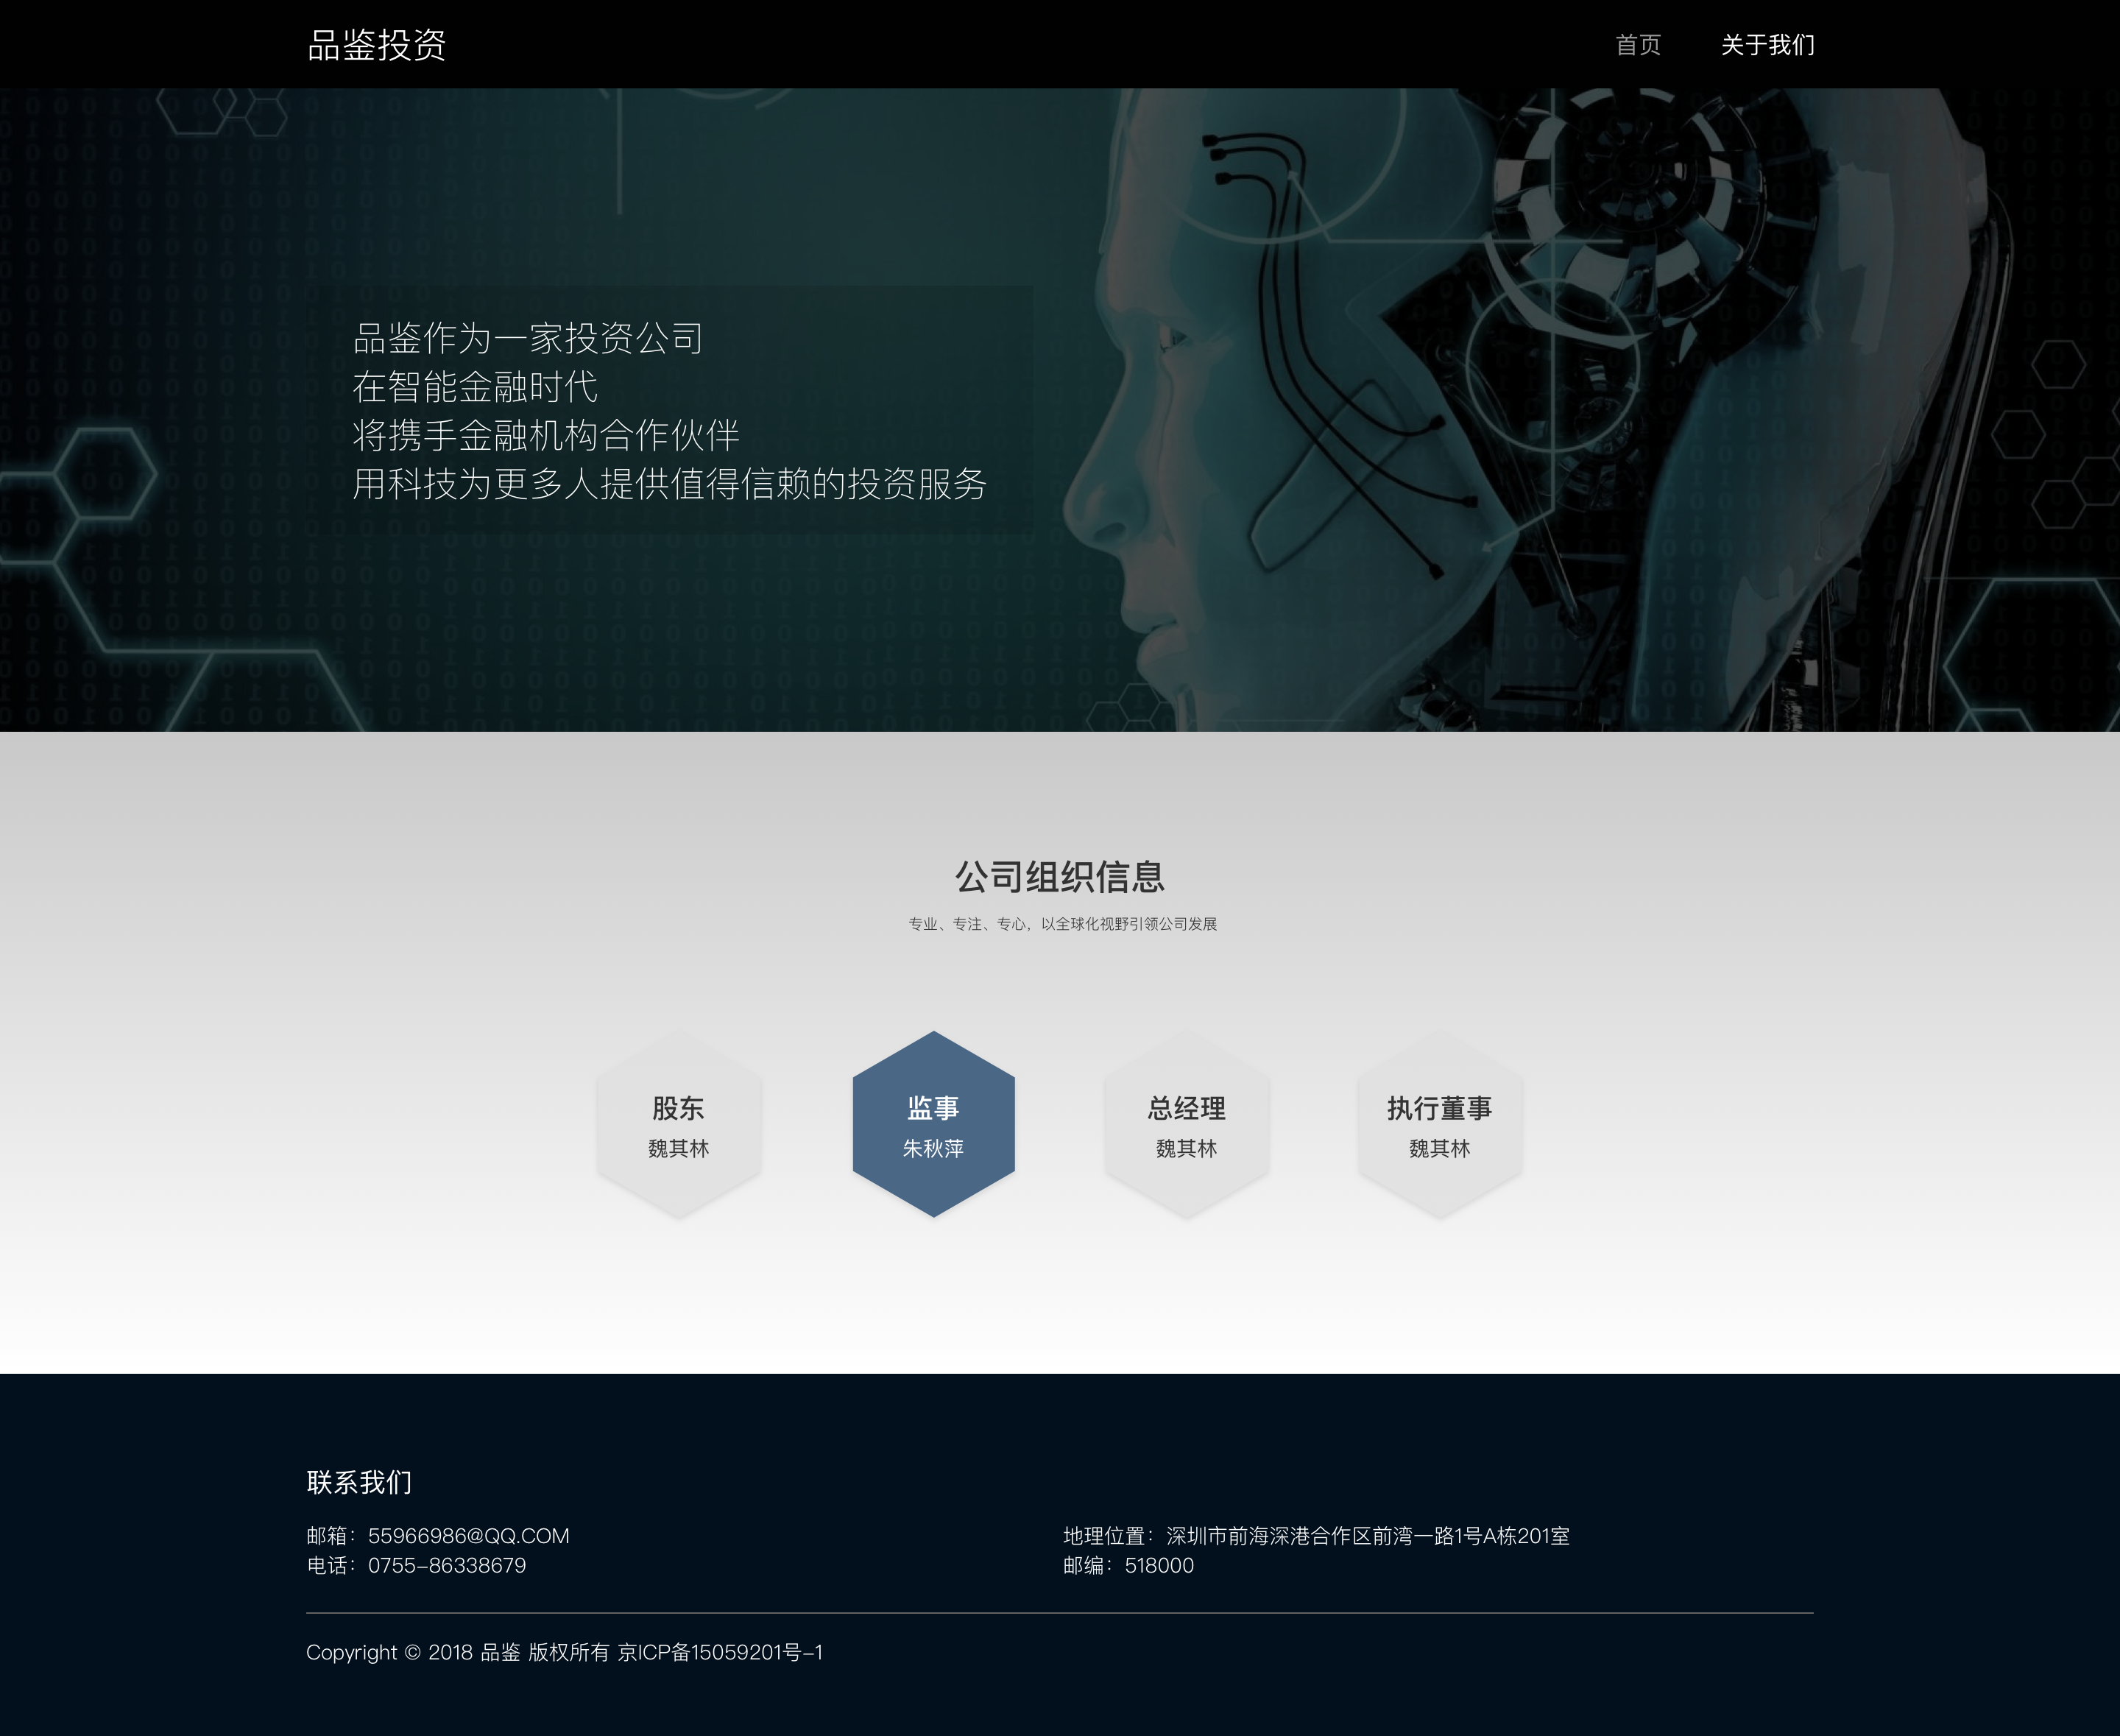 品鉴投资
首页 关于我们
品鉴作为一家投资公司
在智能金融时代
将携手金融机构合作伙伴
用科技为更多人提供值得信赖的投资服务
公司组织信息
专业、专注、专心，以全球化视野引领公司发展
股东
魏其林
监事
朱秋萍
总经理
魏其林
执行董事
魏其林
联系我们
邮箱：55966986@QQ.COM
电话：0755-86338679
地理位置：深圳市前海深港合作区前湾一路1号A栋201室
邮编：518000
Copyright © 2018 品鉴 版权所有 京ICP备15059201号-1